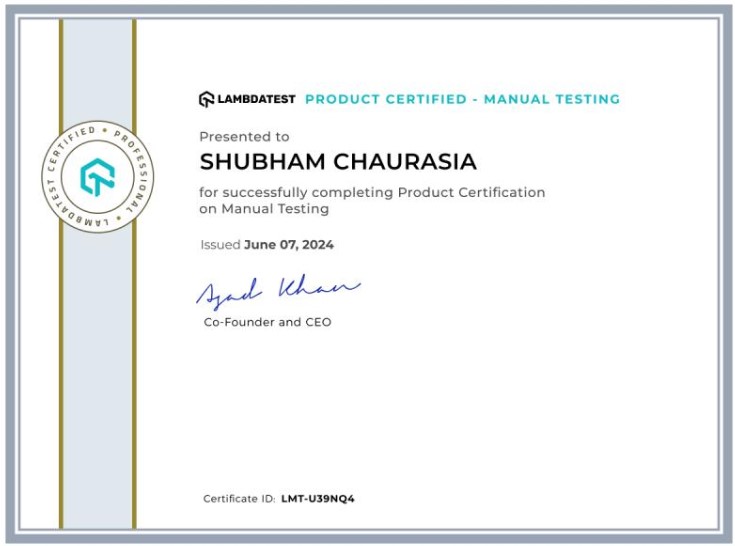 LAMBDATEST PRODUCT CERTIFIED - MANUAL TESTING
LAMBDATEST CERTIFIED • PROFESSIONAL •
Presented to
SHUBHAM CHAURASIA
for successfully completing Product Certification
on Manual Testing
Issued June 07, 2024
Asad Khan
Co-Founder and CEO
Certificate ID: LMT-U39NQ4